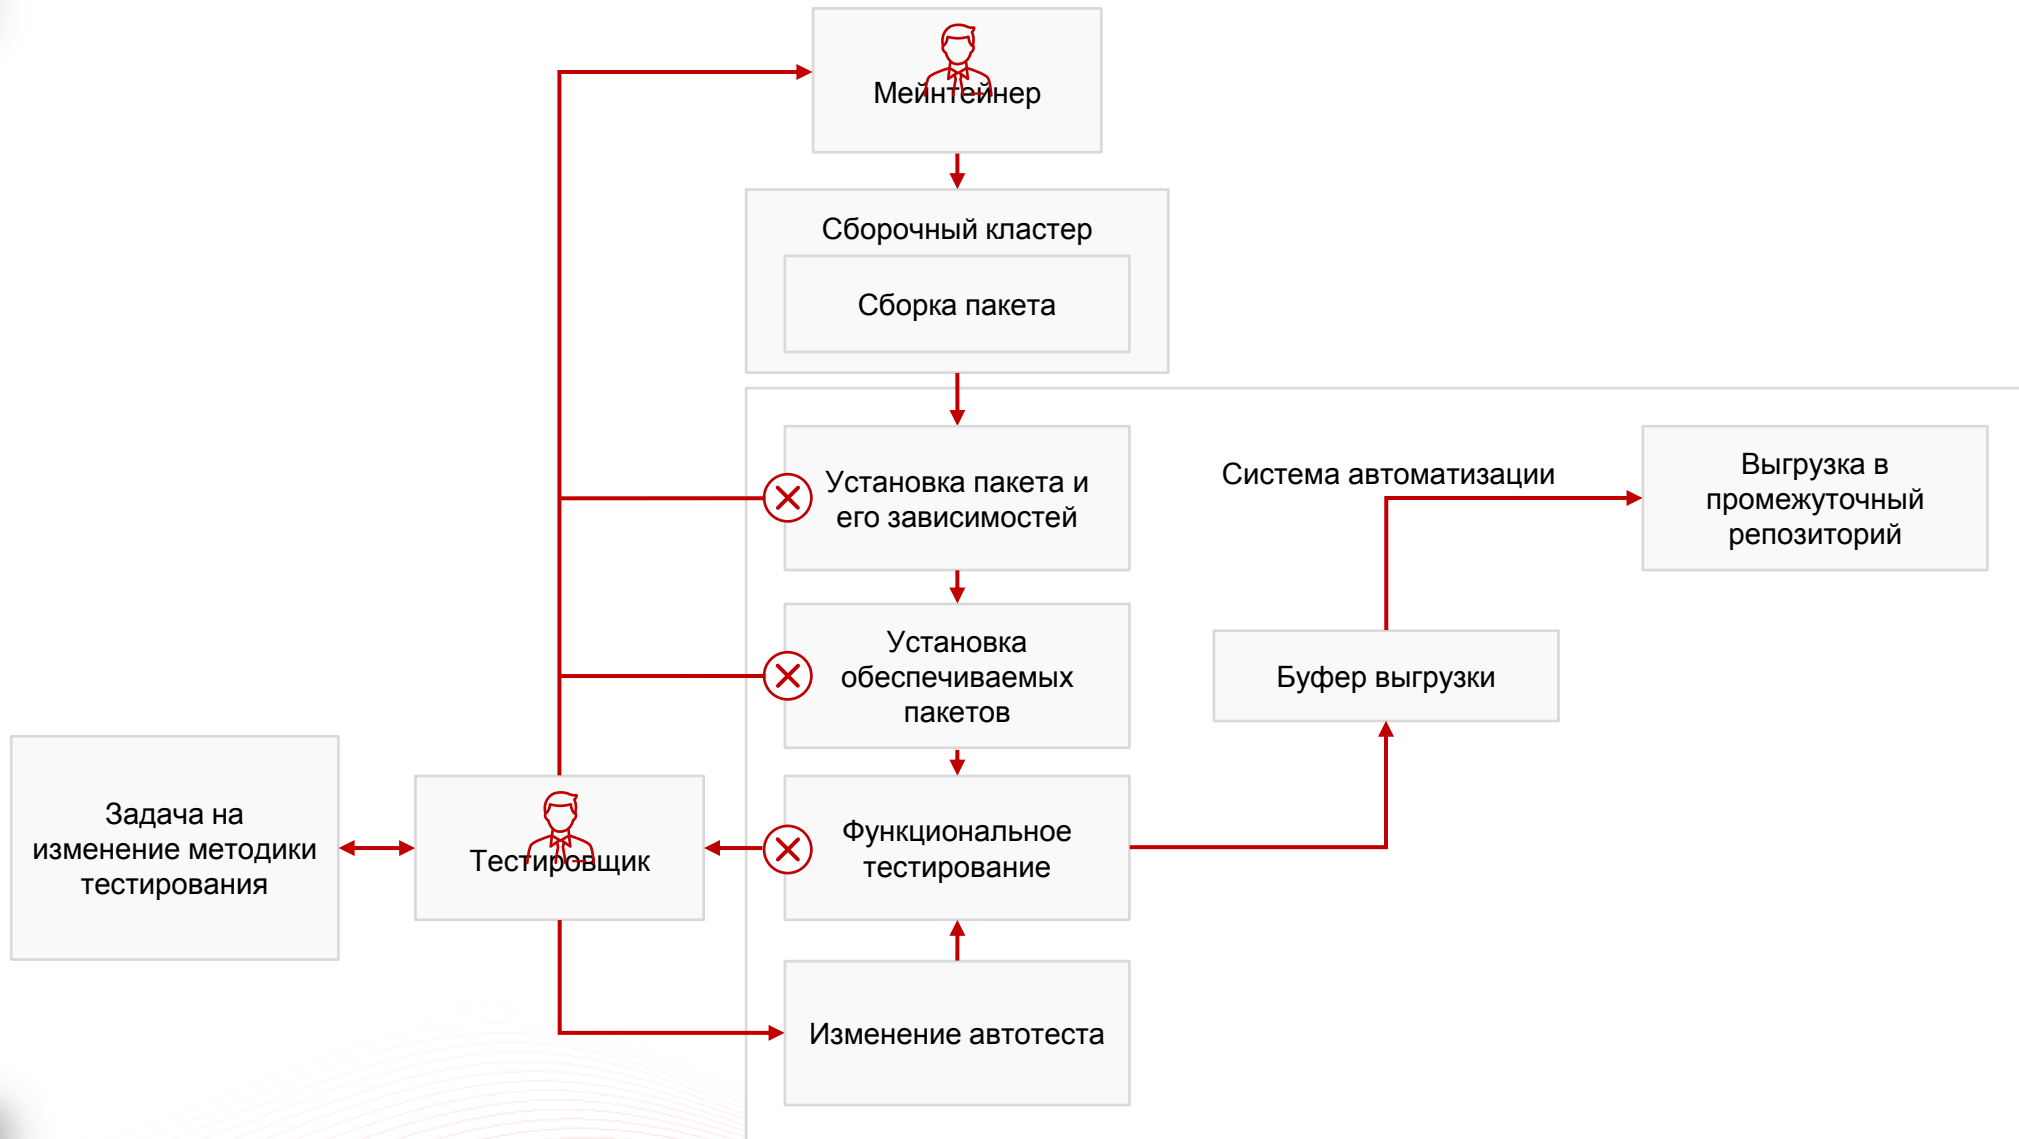 Мейнтейнер
Сборочный кластер
Сборка пакета
Установка пакета и
его зависимостей
Система автоматизации
Выгрузка в
промежуточный
репозиторий
Установка
обеспечиваемых
пакетов
Буфер выгрузки
Задача на
изменение методики
тестирования
Тестировщик
Функциональное
тестирование
Изменение автотеста